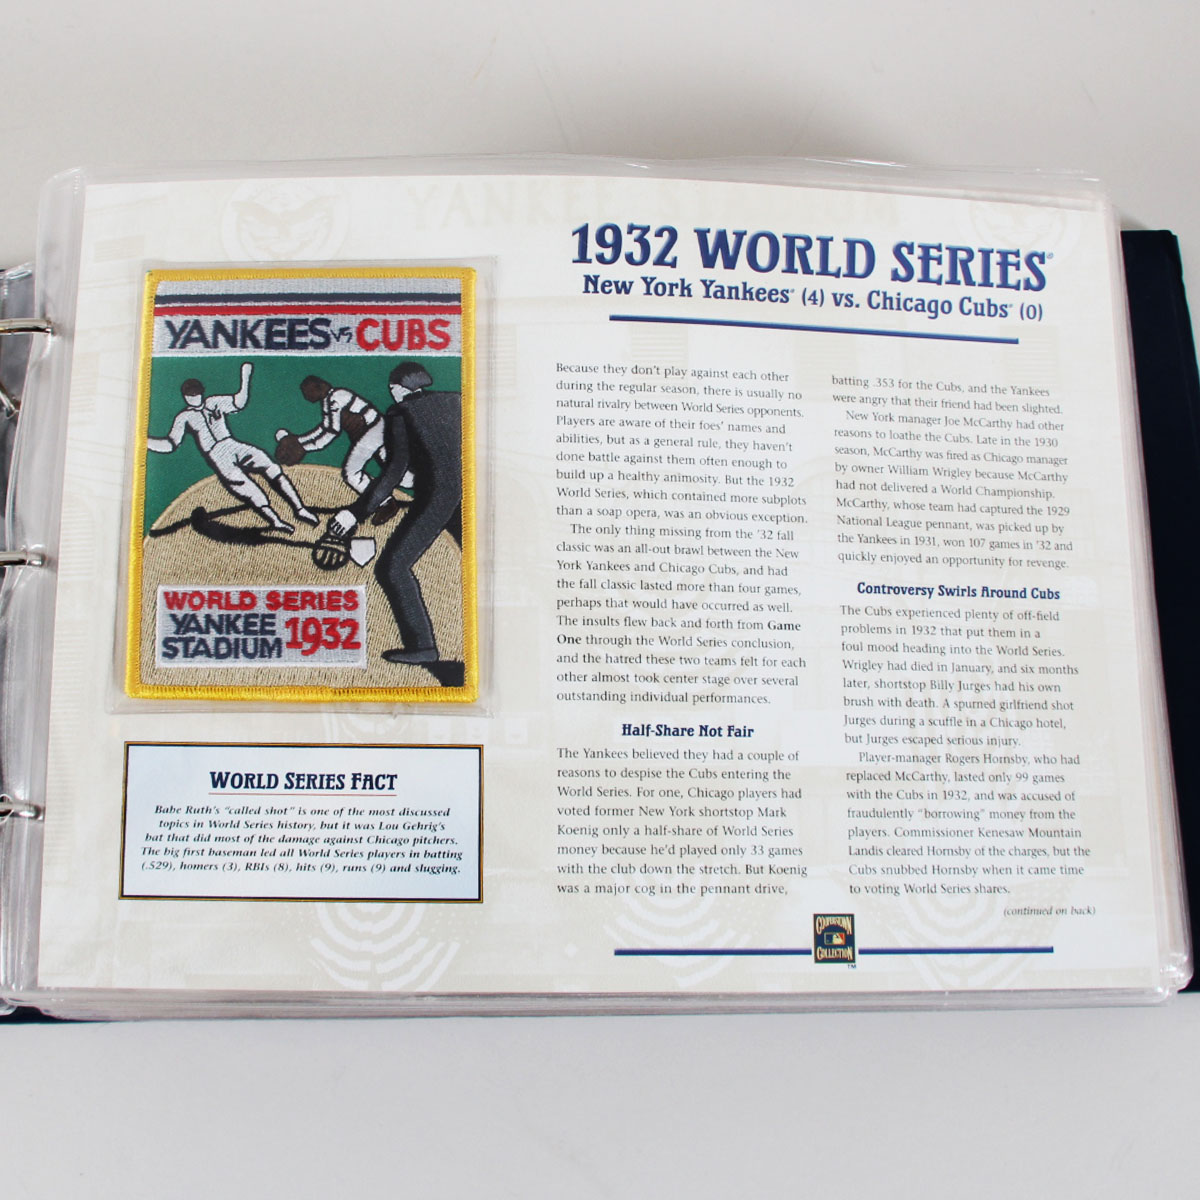 YANKEE STADIUM
1932 WORLD SERIES®
New York Yankees® (4) vs. Chicago Cubs® (0)
YANKEES vs CUBS
WORLD SERIES
YANKEE
STADIUM
1932
WORLD SERIES FACT
Babe Ruth's "called shot" is one of the most discussed
topics in World Series history, but it was Lou Gehrig's
bat that did most of the damage against Chicago pitchers.
The big first baseman led all World Series players in batting
(.529), homers (3), RBIs (8), hits (9), runs (9) and slugging.
Because they don't play against each other
during the regular season, there is usually no
natural rivalry between World Series opponents.
Players are aware of their foes' names and
abilities, but as a general rule, they haven't
done battle against them often enough to
build up a healthy animosity. But the 1932
World Series, which contained more subplots
than a soap opera, was an obvious exception.
The only thing missing from the '32 fall
classic was an all-out brawl between the New
York Yankees and Chicago Cubs, and had
the fall classic lasted more than four games,
perhaps that would have occurred as well.
The insults flew back and forth from Game
One through the World Series conclusion,
and the hatred these two teams felt for each
other almost took center stage over several
outstanding individual performances.
Half-Share Not Fair
The Yankees believed they had a couple of
reasons to despise the Cubs entering the
World Series. For one, Chicago players had
voted former New York shortstop Mark
Koenig only a half-share of World Series
money because he'd played only 33 games
with the club down the stretch. But Koenig
was a major cog in the pennant drive,
batting .353 for the Cubs, and the Yankees
were angry that their friend had been slighted.
New York manager Joe McCarthy had other
reasons to loathe the Cubs. Late in the 1930
season, McCarthy was fired as Chicago manager
by owner William Wrigley because McCarthy
had not delivered a World Championship.
McCarthy, whose team had captured the 1929
National League pennant, was picked up by
the Yankees in 1931, won 107 games in '32 and
quickly enjoyed an opportunity for revenge.
Controversy Swirls Around Cubs
The Cubs experienced plenty of off-field
problems in 1932 that put them in a
foul mood heading into the World Series.
Wrigley had died in January, and six months
later, shortstop Billy Jurges had his own
brush with death. A spurned girlfriend shot
Jurges during a scuffle in a Chicago hotel,
but Jurges escaped serious injury.
Player-manager Rogers Hornsby, who had
replaced McCarthy, lasted only 99 games
with the Cubs in 1932, and was accused of
fraudulently "borrowing" money from the
players. Commissioner Kenesaw Mountain
Landis cleared Hornsby of the charges, but the
Cubs snubbed Hornsby when it came time
to voting World Series shares.
(continued on back)
COOPERSTOWN
COLLECTION
TM